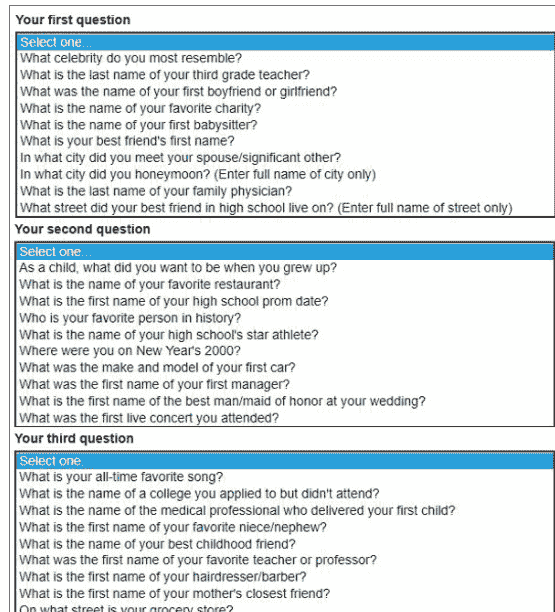 Your first question
Select one...
What celebrity do you most resemble?
What is the last name of your third grade teacher?
What was the name of your first boyfriend or girlfriend?
What is the name of your favorite charity?
What is the name of your first babysitter?
What is your best friend's first name?
In what city did you meet your spouse/significant other?
In what city did you honeymoon? (Enter full name of city only)
What is the last name of your family physician?
What street did your best friend in high school live on? (Enter full name of street only)
Your second question
Select one...
As a child, what did you want to be when you grew up?
What is the name of your favorite restaurant?
What is the first name of your high school prom date?
Who is your favorite person in history?
What is the name of your high school's star athlete?
Where were you on New Year's 2000?
What was the make and model of your first car?
What was the first name of your first manager?
What is the first name of the best man/maid of honor at your wedding?
What was the first live concert you attended?
Your third question
Select one.
What is your all-time favorite song?
What is the name of a college you applied to but didn't attend?
What is the name of the medical professional who delivered your first child?
What is the first name of your favorite niece/nephew?
What is the name of your best childhood friend?
What was the first name of your favorite teacher or professor?
What is the first name of your hairdresser/barber?
What is the first name of your mother's closest friend?
On what street is your grocery store?